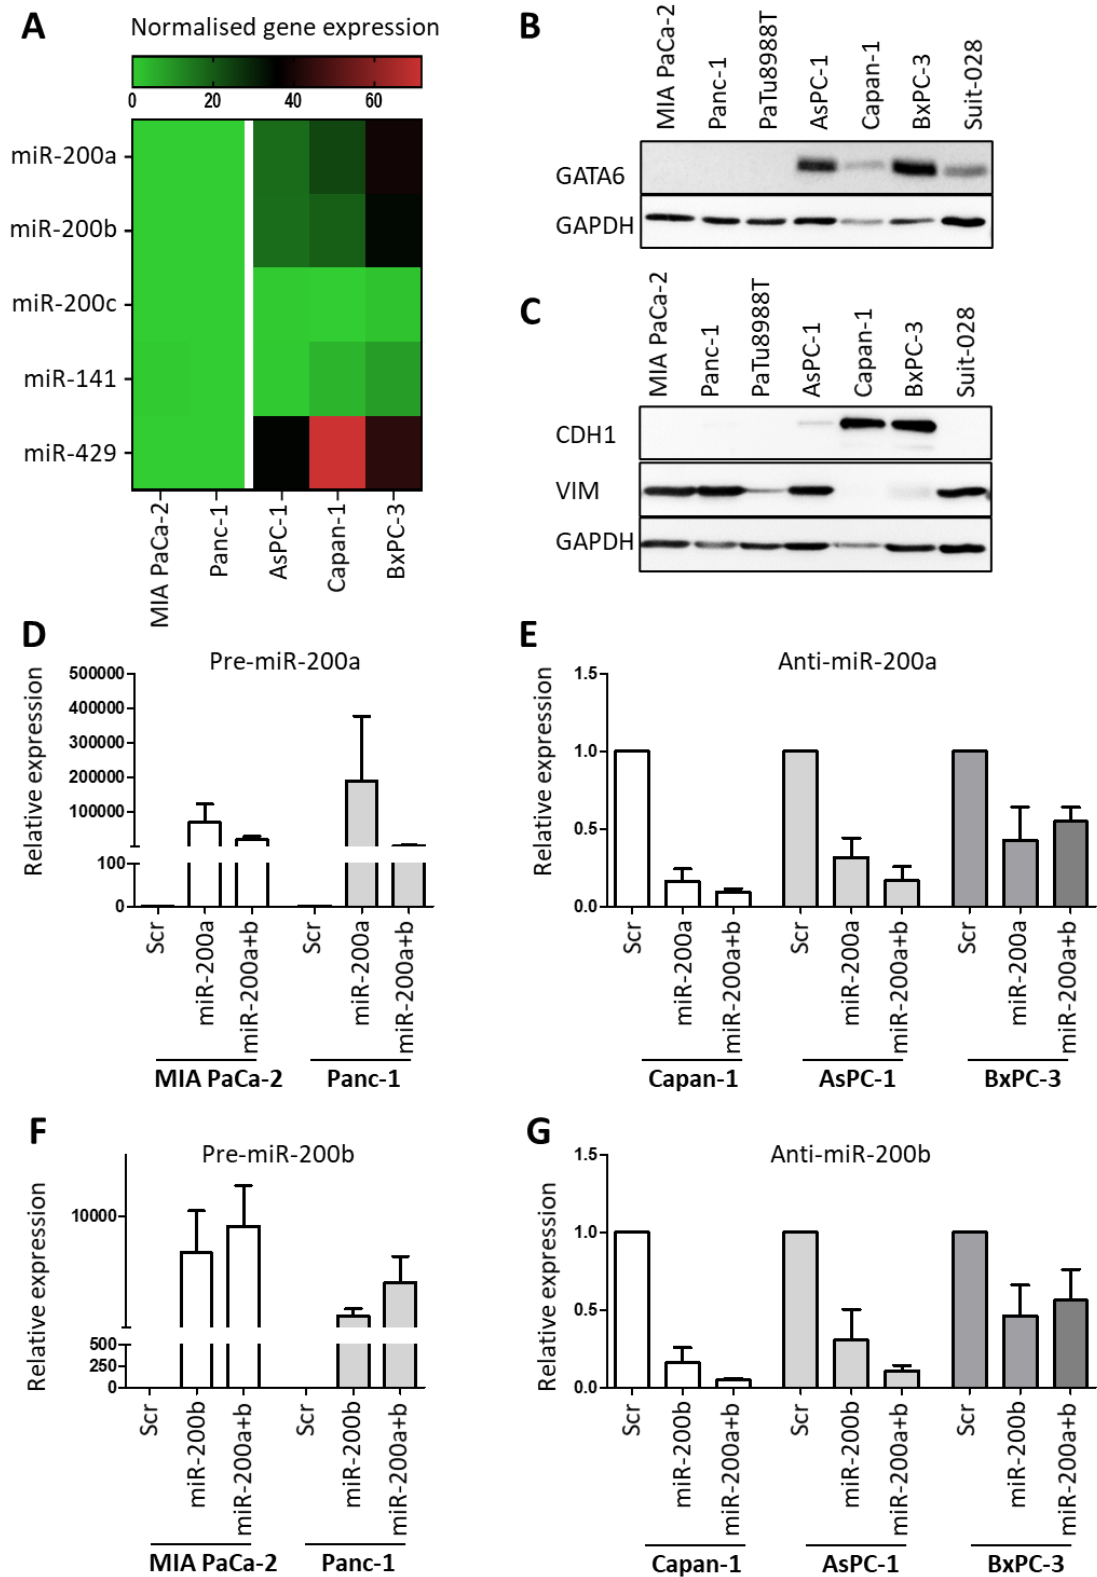 A
Normalised gene expression
0 20 40 60
miR-200a
miR-200b
miR-200c
miR-141
miR-429
MIA PaCa-2
Panc-1
AsPC-1
Capan-1
BxPC-3
B
MIA PaCa-2
Panc-1
PaTu8988T
AsPC-1
Capan-1
BxPC-3
Suit-028
GATA6
GAPDH
C
MIA PaCa-2
Panc-1
PaTu8988T
AsPC-1
Capan-1
BxPC-3
Suit-028
CDH1
VIM
GAPDH
D
Pre-miR-200a
Relative expression
500000
400000
300000
200000
100000
100
0
Scr
miR-200a
miR-200a+b
Scr
miR-200a
miR-200a+b
MIA PaCa-2
Panc-1
E
Anti-miR-200a
Relative expression
1.5
1.0
0.5
0.0
Scr
miR-200a
miR-200a+b
Scr
miR-200a
miR-200a+b
Scr
miR-200a
miR-200a+b
Capan-1
AsPC-1
BxPC-3
F
Pre-miR-200b
Relative expression
10000
500
250
0
Scr
miR-200b
miR-200a+b
Scr
miR-200b
miR-200a+b
MIA PaCa-2
Panc-1
G
Anti-miR-200b
Relative expression
1.5
1.0
0.5
0.0
Scr
miR-200b
miR-200a+b
Scr
miR-200b
miR-200a+b
Scr
miR-200b
miR-200a+b
Capan-1
AsPC-1
BxPC-3